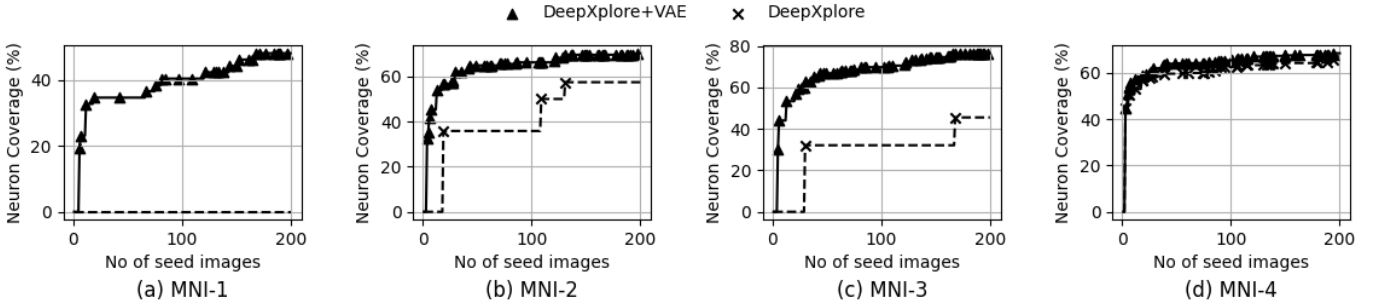 DeepXplore+VAE DeepXplore
Neuron Coverage (%)
40
20
0
0 100 200
No of seed images
(a) MNI-1
Neuron Coverage (%)
60
40
20
0
0 100 200
No of seed images
(b) MNI-2
Neuron Coverage (%)
80
60
40
20
0
0 100 200
No of seed images
(c) MNI-3
Neuron Coverage (%)
60
40
20
0
0 100 200
No of seed images
(d) MNI-4